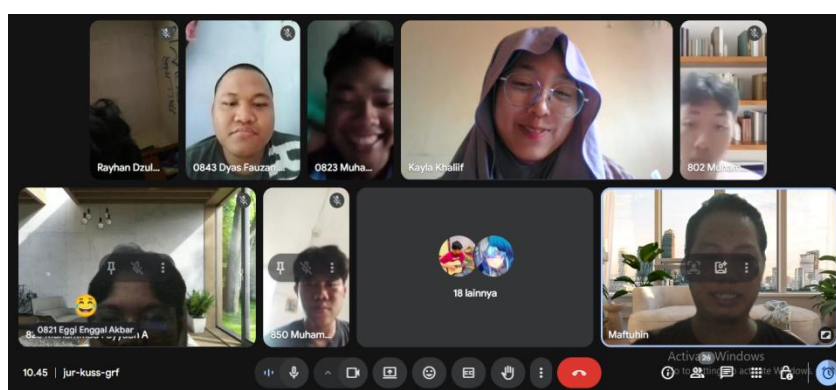 Rayhan Dzul...
0843 Dyas Fauzan...
0823 Muha...
Kayla Khaliif
802 Muham...
0821 Eggi Enggal Akbar
850 Muham...
18 lainnya
Maftuhin
Activate Windows
26
10.45 | jur-kuss-grf